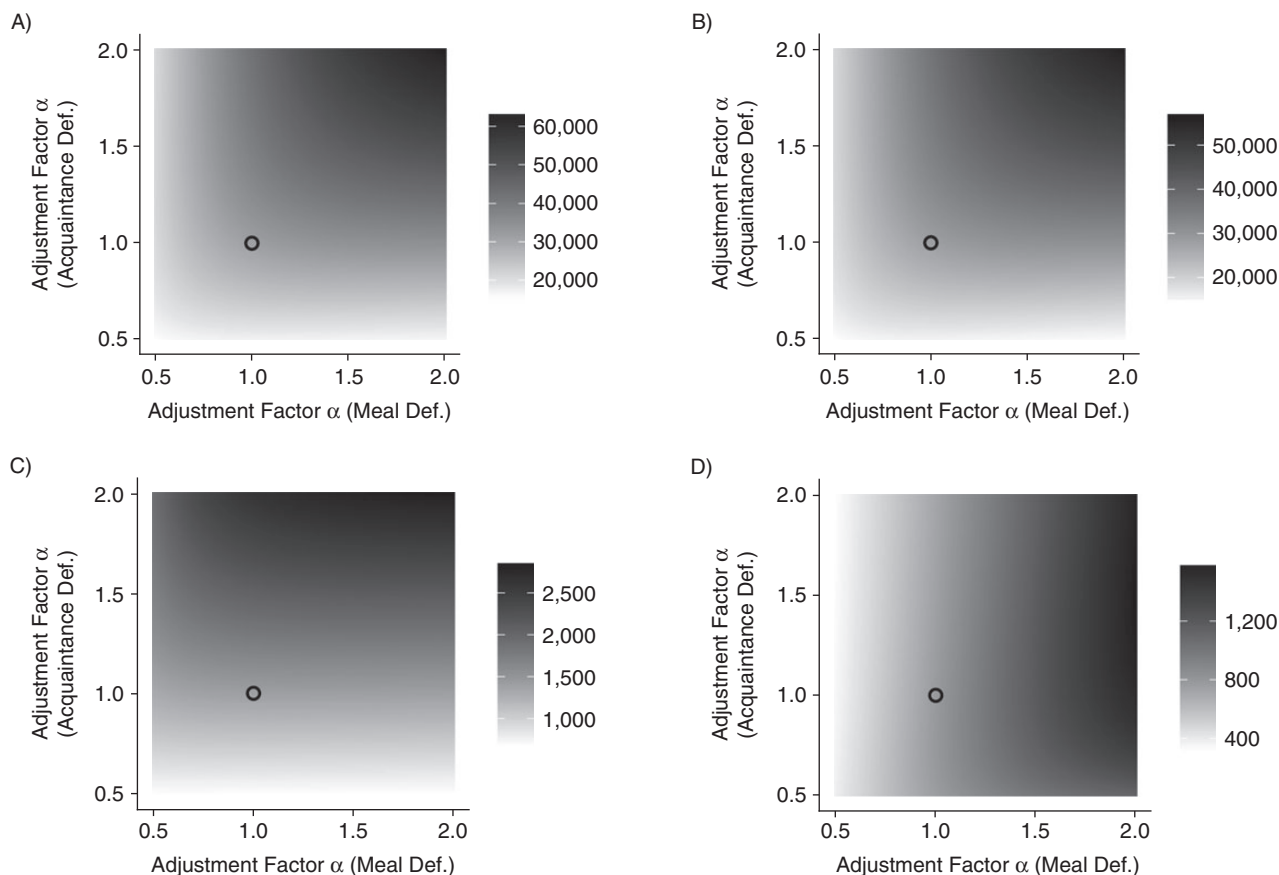 A)
Adjustment Factor α
(Acquaintance Def.)
2.0
1.5
1.0
0.5
0.5 1.0 1.5 2.0
Adjustment Factor α (Meal Def.)
60,000
50,000
40,000
30,000
20,000
B)
Adjustment Factor α
(Acquaintance Def.)
2.0
1.5
1.0
0.5
0.5 1.0 1.5 2.0
Adjustment Factor α (Meal Def.)
50,000
40,000
30,000
20,000
C)
Adjustment Factor α
(Acquaintance Def.)
2.0
1.5
1.0
0.5
0.5 1.0 1.5 2.0
Adjustment Factor α (Meal Def.)
2,500
2,000
1,500
1,000
D)
Adjustment Factor α
(Acquaintance Def.)
2.0
1.5
1.0
0.5
0.5 1.0 1.5 2.0
Adjustment Factor α (Meal Def.)
1,200
800
400